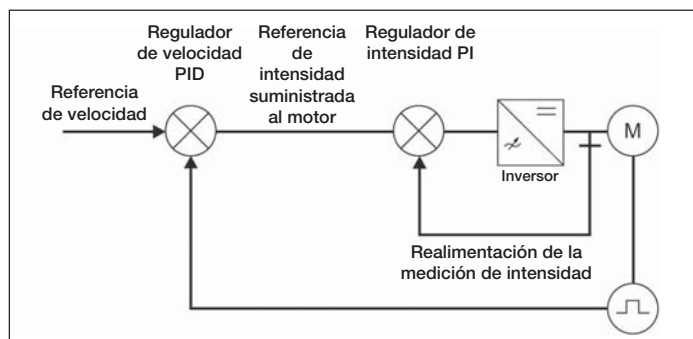 Regulador
de velocidad
PID
Referencia
de
intensidad
suministrada
al motor
Regulador de
intensidad PI
Referencia
de velocidad
M
Inversor
Realimentación de la
medición de intensidad